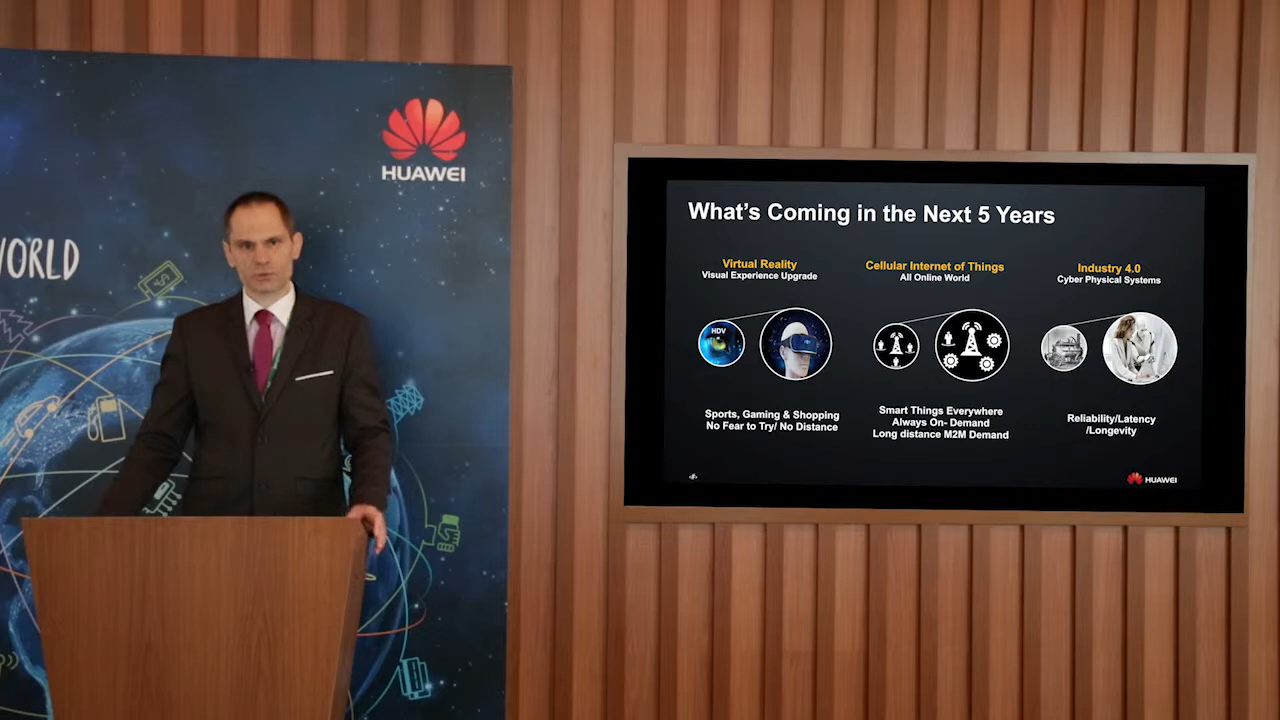 HUAWEI
WORLD
What's Coming in the Next 5 Years
Virtual Reality
Visual Experience Upgrade
HDV
Sports, Gaming & Shopping
No Fear to Try/ No Distance
Cellular Internet of Things
All Online World
Smart Things Everywhere
Always On- Demand
Long distance M2M Demand
Industry 4.0
Cyber Physical Systems
Reliability/Latency
/Longevity
HUAWEI